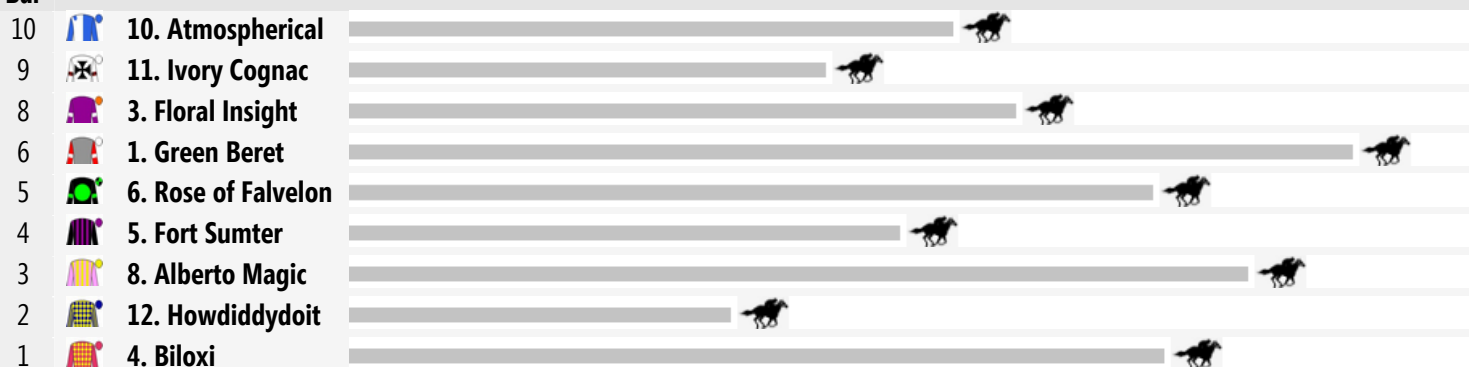 Bar
10 10. Atmospherical
9 11. Ivory Cognac
8 3. Floral Insight
6 1. Green Beret
5 6. Rose of Falvelon
4 5. Fort Sumter
3 8. Alberto Magic
2 12. Howdiddydoit
1 4. Biloxi